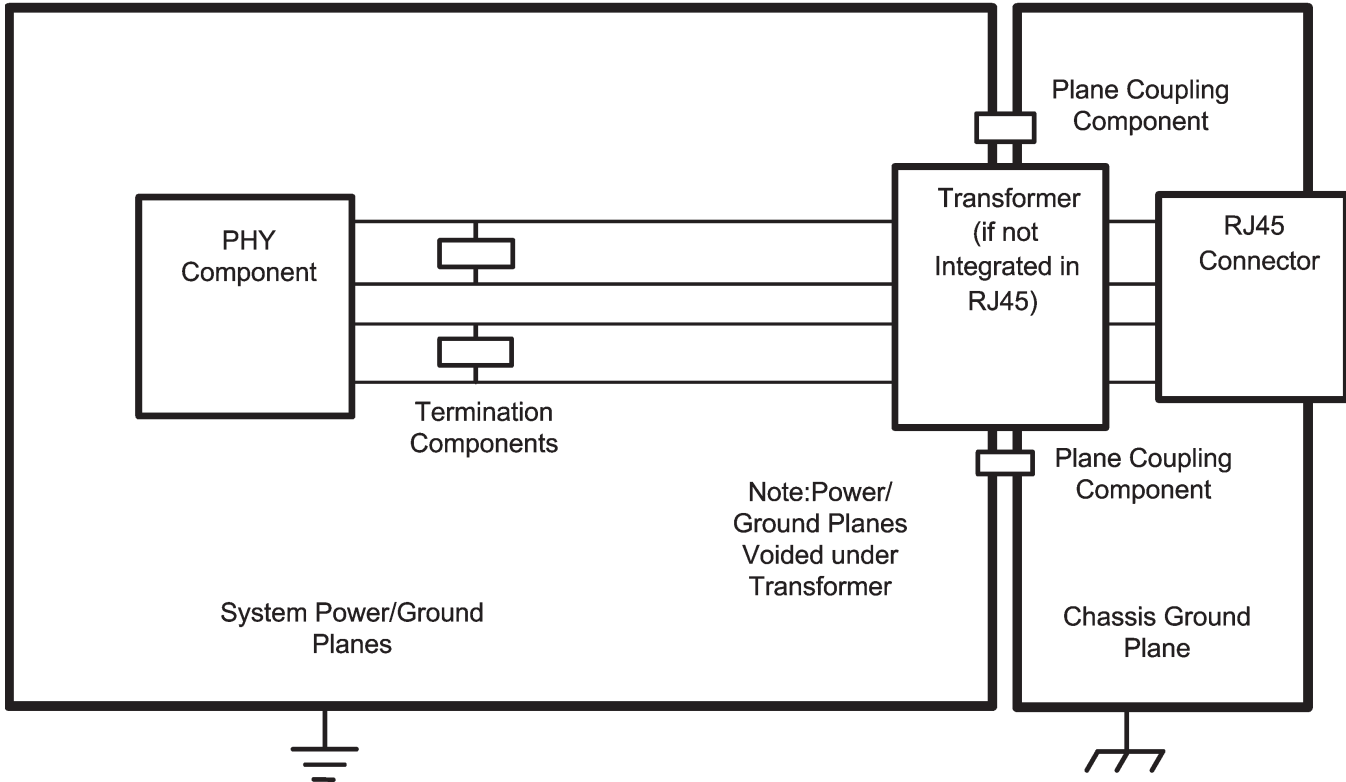 Plane Coupling
Component
PHY
Component
Transformer
(if not
Integrated in
RJ45)
RJ45
Connector
Termination
Components
Plane Coupling
Component
Note:Power/
Ground Planes
Voided under
Transformer
System Power/Ground
Planes
Chassis Ground
Plane